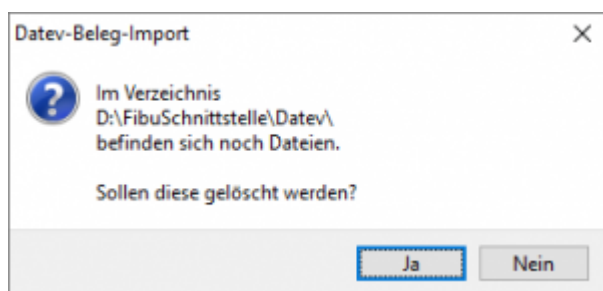 Datev-Beleg-Import
Im Verzeichnis
D:\FibuSchnittstelle\Datev\
befinden sich noch Dateien.
Sollen diese gelöscht werden?
Ja
Nein